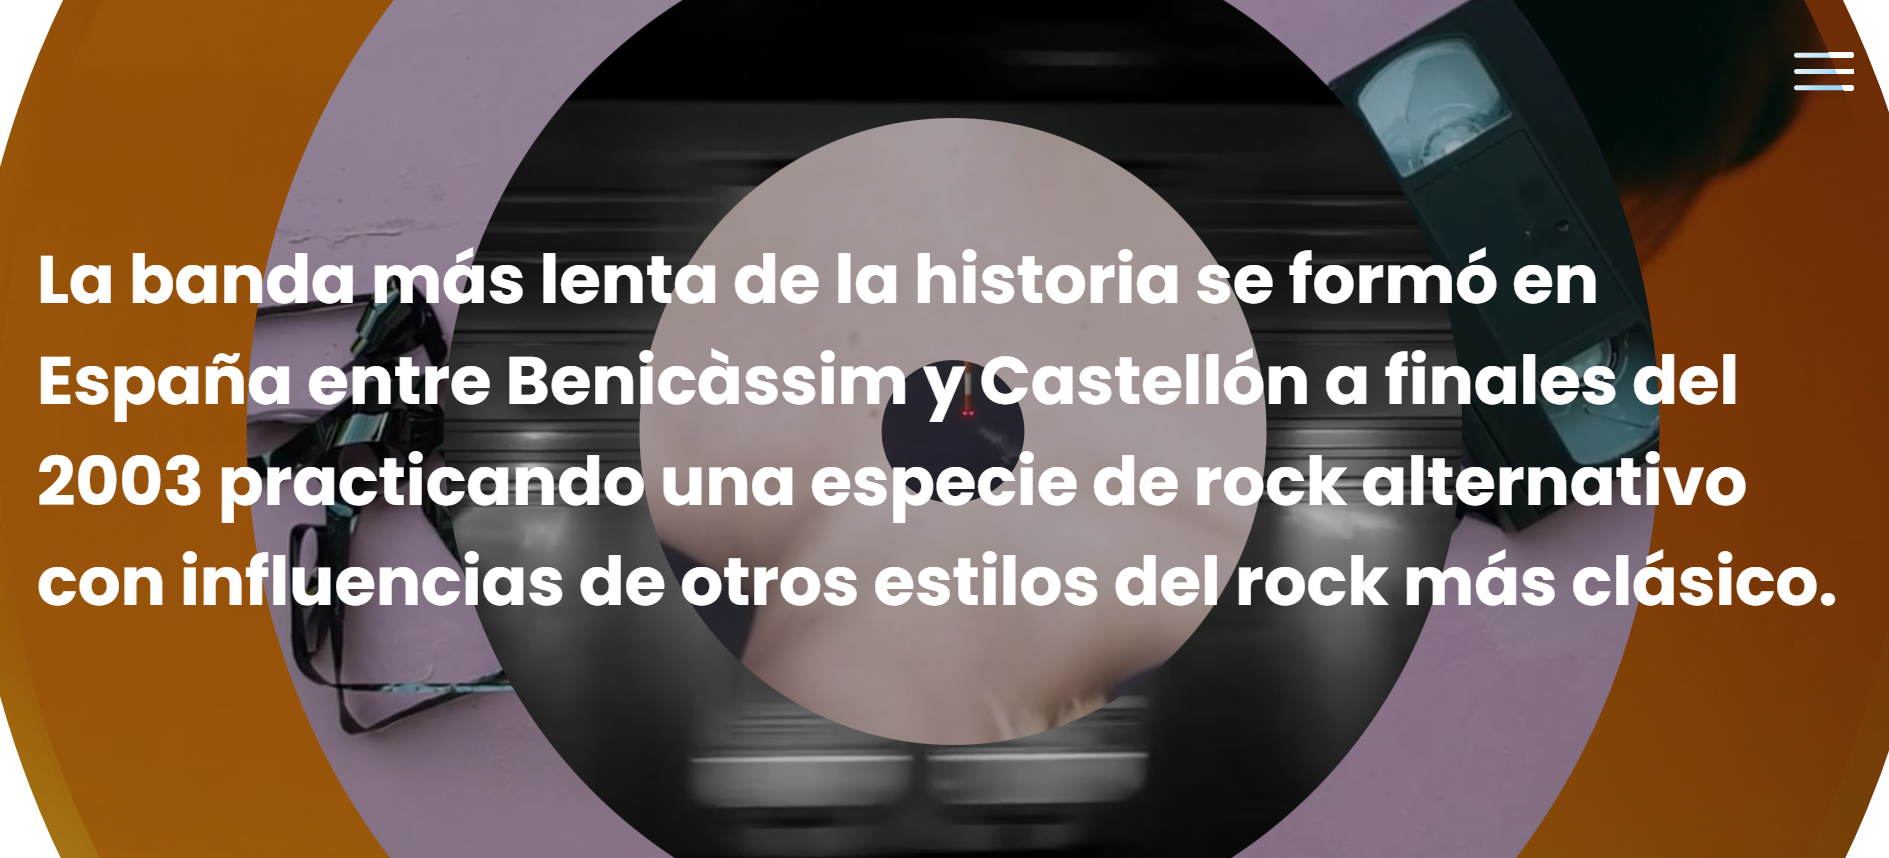 La banda más lenta de la historia se formó en
España entre Benicàssim y Castellón a finales del
2003 practicando una especie de rock alternativo
con influencias de otros estilos del rock más clásico.